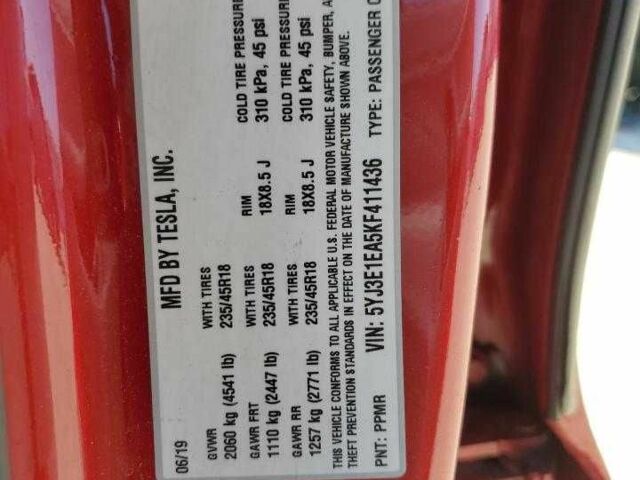 MFD BY TESLA, INC.
06/19
GVWR WITH TIRES RIM COLD TIRE PRESSURE
2060 kg (4541 lb) 235/45R18 18X8.5 J 310 kPa, 45 psi
GAWR FRT WITH TIRES RIM COLD TIRE PRESSURE
1110 kg (2447 lb) 235/45R18 18X8.5 J 310 kPa, 45 psi
GAWR RR WITH TIRES
1257 kg (2771 lb) 235/45R18
THIS VEHICLE CONFORMS TO ALL APPLICABLE U.S. FEDERAL MOTOR VEHICLE SAFETY, BUMPER, A
THEFT PREVENTION STANDARDS IN EFFECT ON THE DATE OF MANUFACTURE SHOWN ABOVE.
VIN: 5YJ3E1EA5KF411436
PNT: PPMR TYPE: PASSENGER C